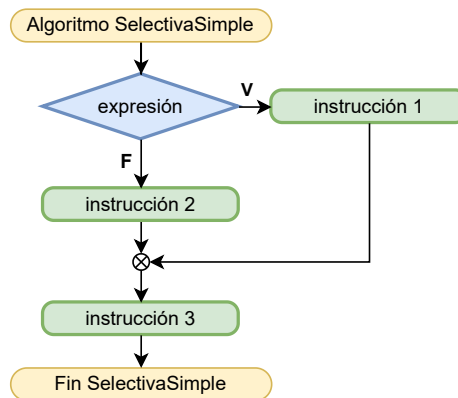 Algoritmo SelectivaSimple
expresión
V
instrucción 1
F
instrucción 2
instrucción 3
Fin SelectivaSimple